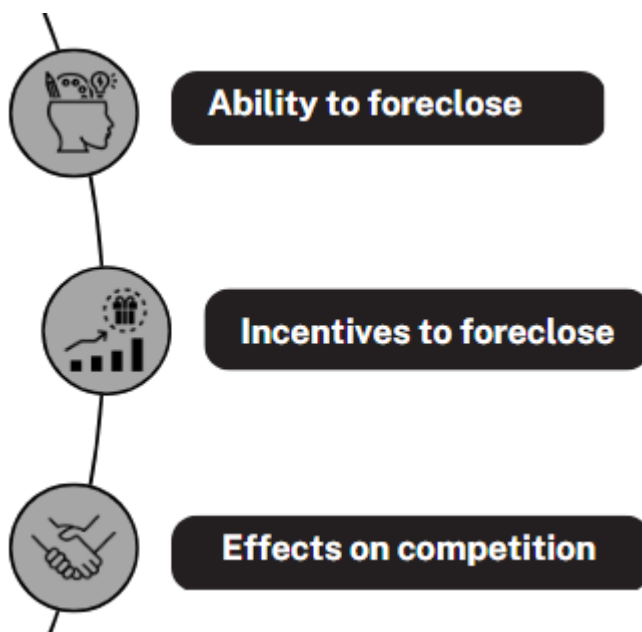 Ability to foreclose
Incentives to foreclose
Effects on competition